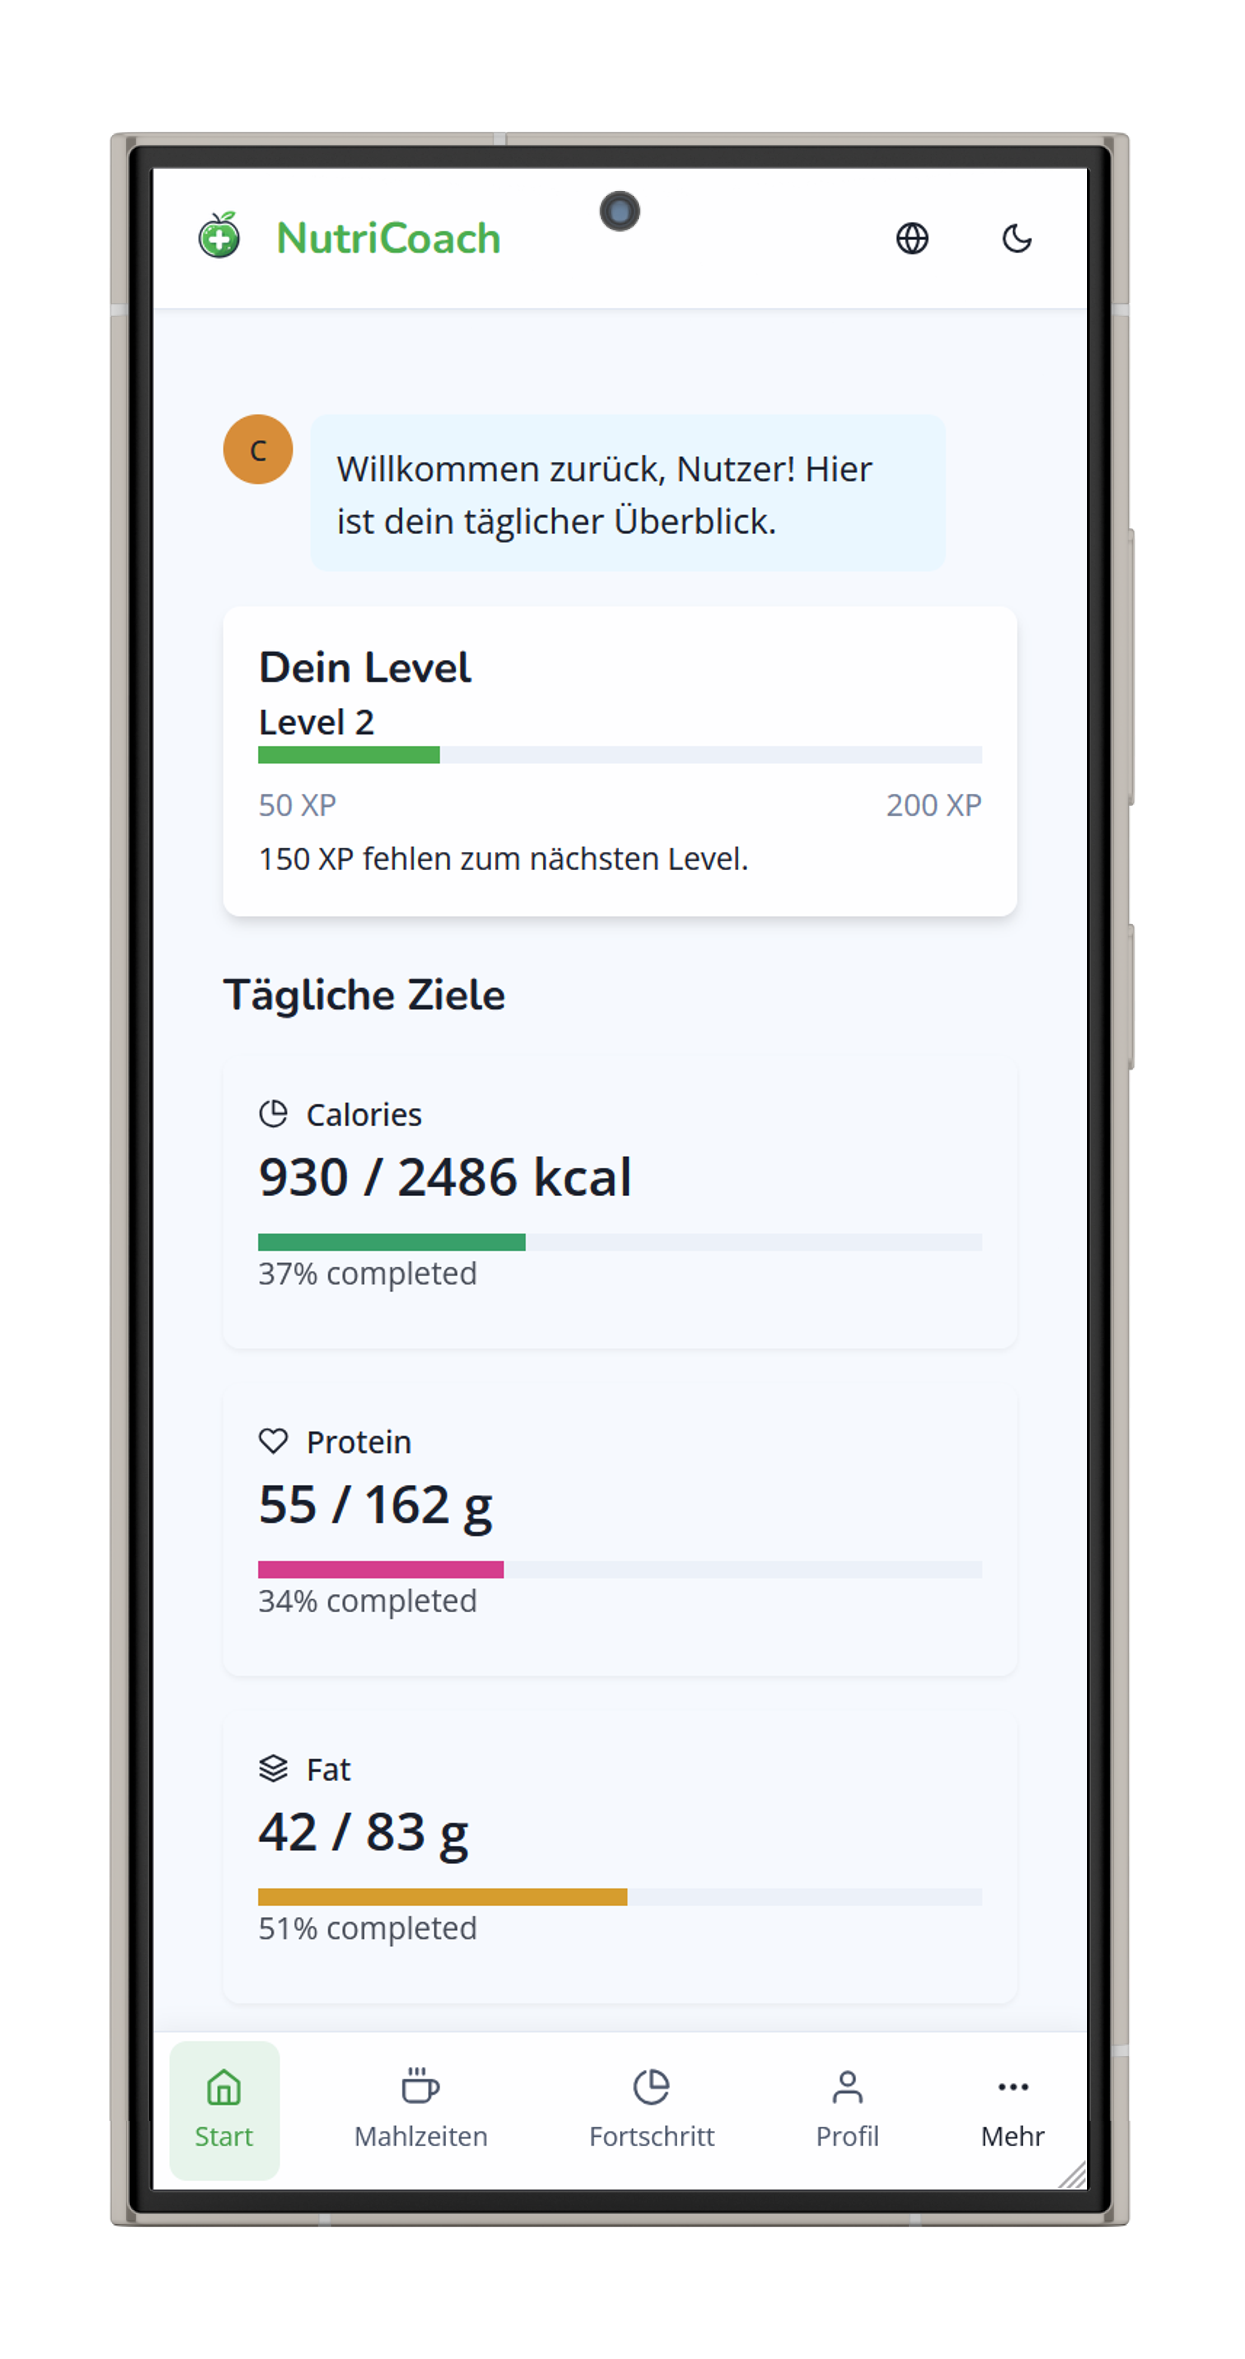 NutriCoach
C
Willkommen zurück, Nutzer! Hier
ist dein täglicher Überblick.
Dein Level
Level 2
50 XP
200 XP
150 XP fehlen zum nächsten Level.
Tägliche Ziele
Calories
930 / 2486 kcal
37% completed
Protein
55 / 162 g
34% completed
Fat
42 / 83 g
51% completed
Start
Mahlzeiten
Fortschritt
Profil
Mehr